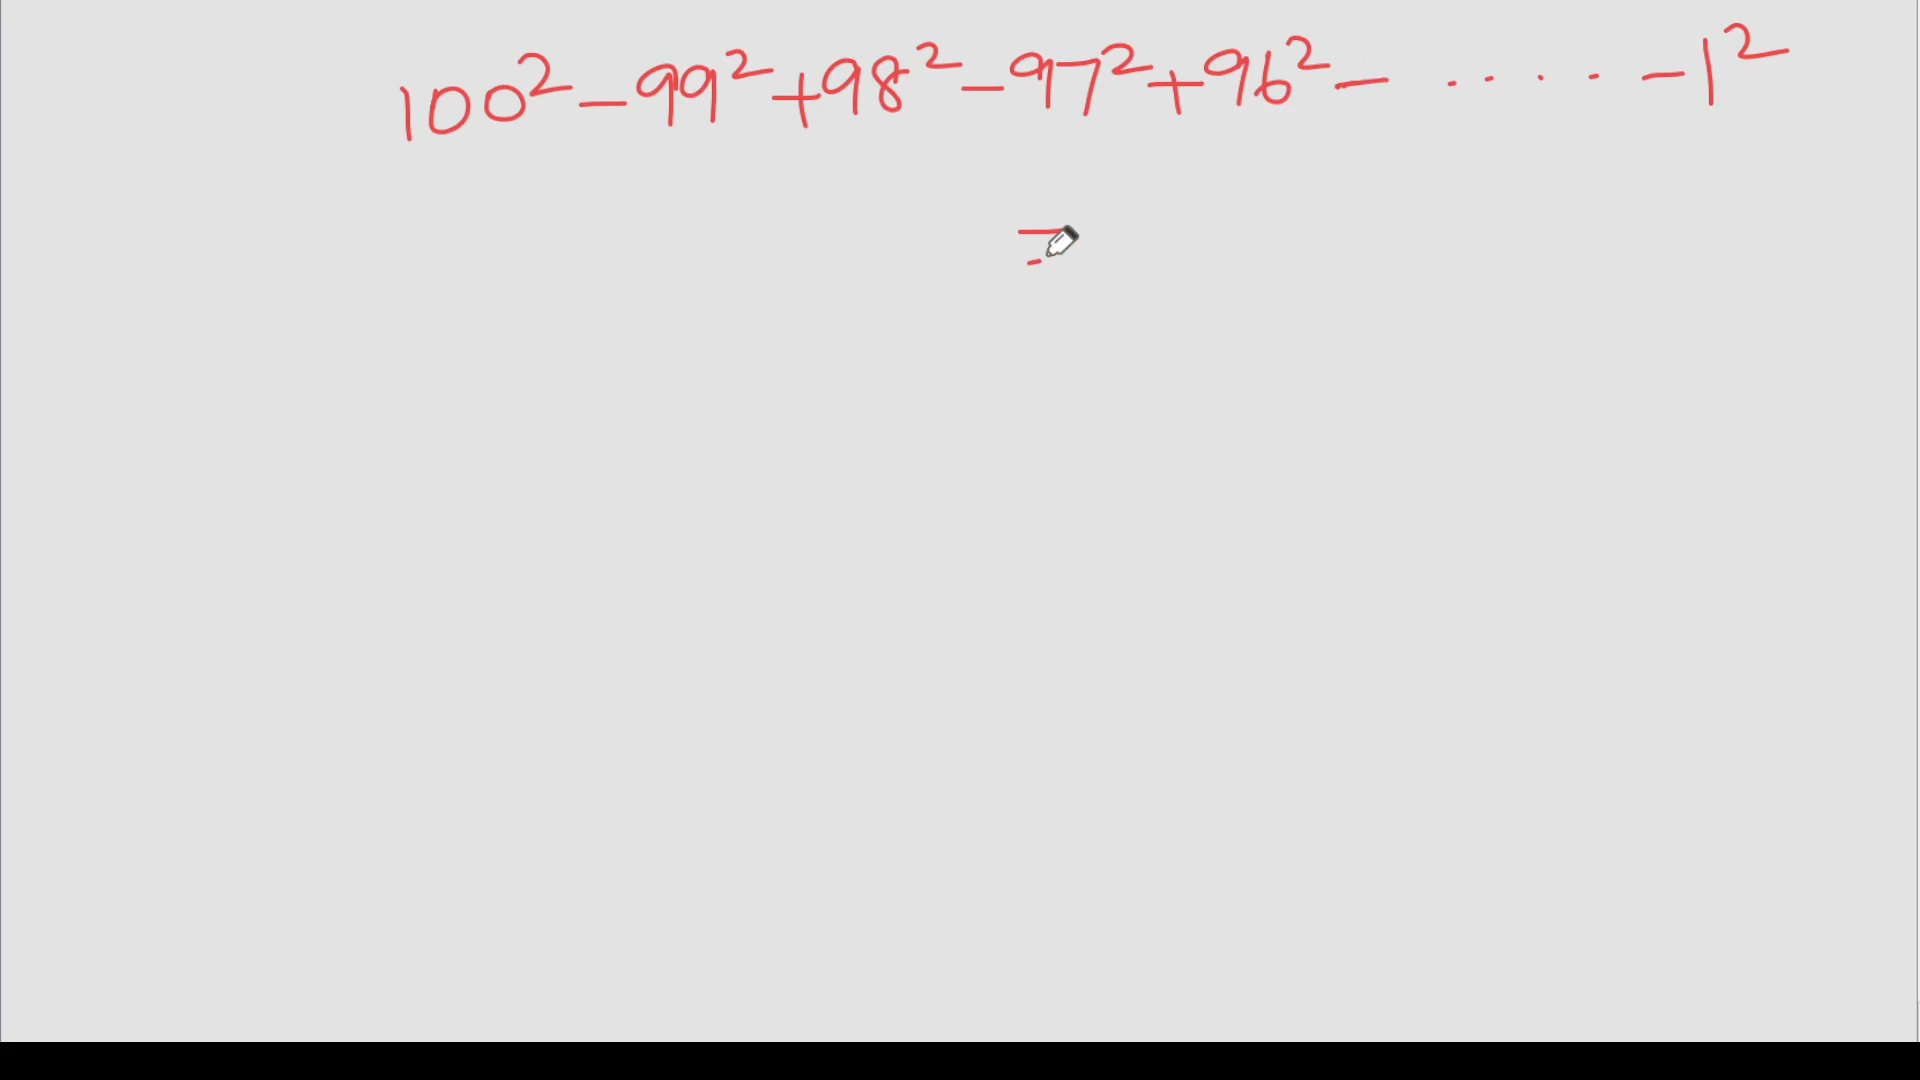 100² - 99² + 98² - 97² + 96² - ..... - 1²
=